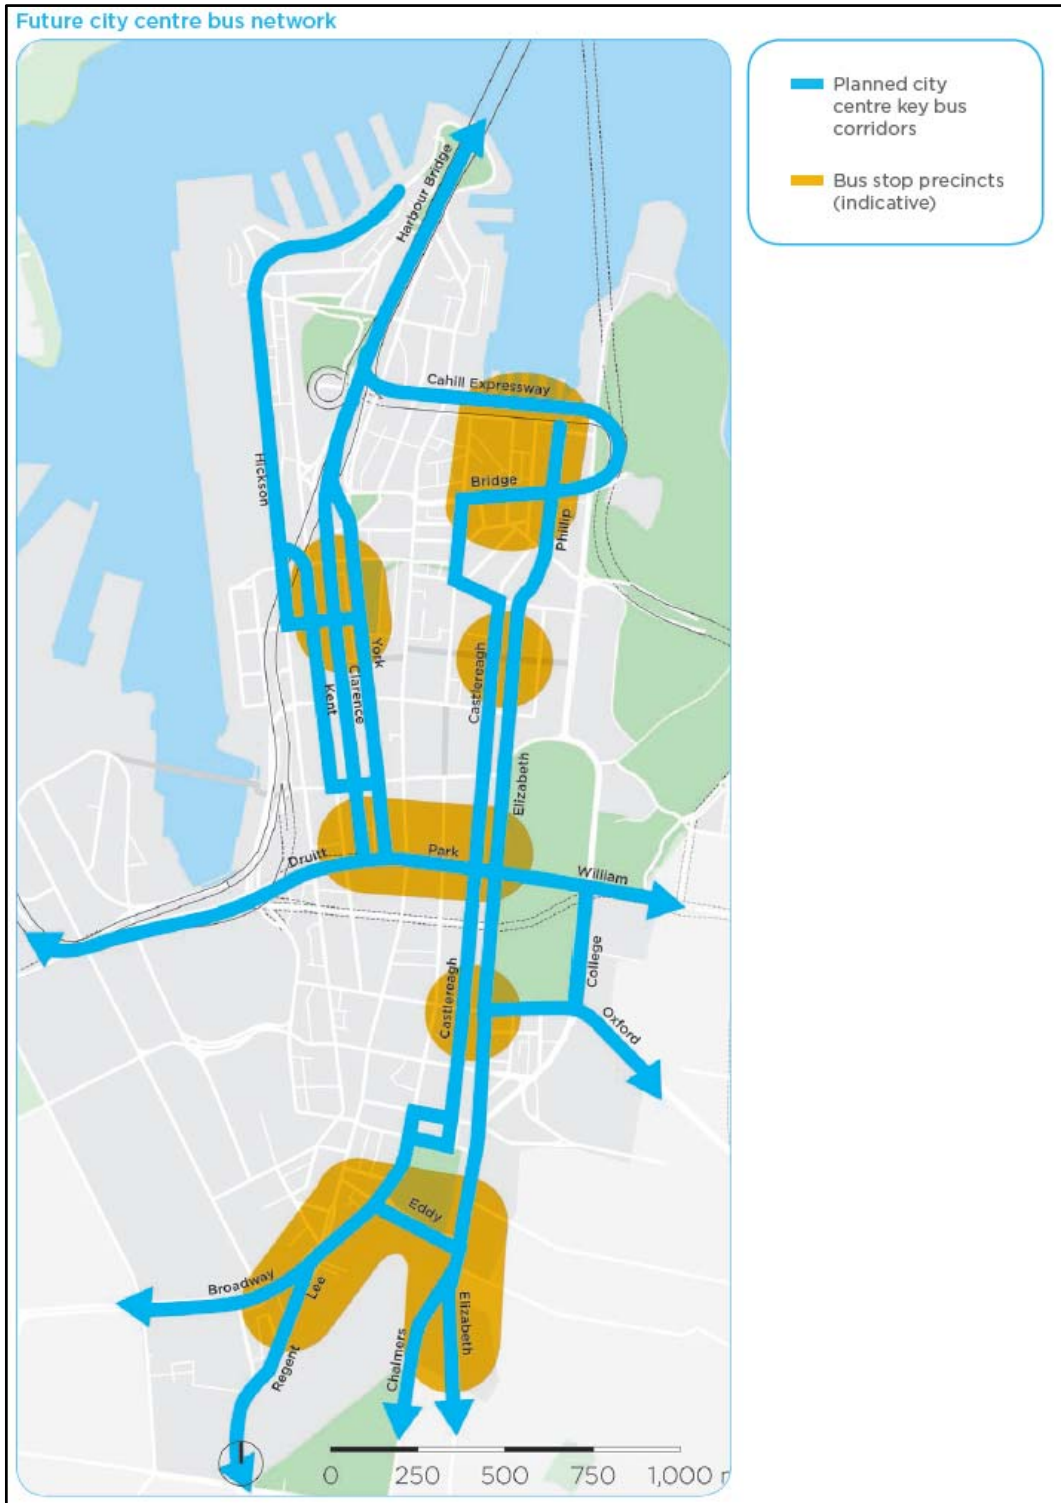 Future city centre bus network
Planned city
centre key bus
corridors
Bus stop precincts
(indicative)
Harbour Bridge
Cahill Expressway
Hickson
Bridge
Phillip
York
Clarence
Kent
Castlereagh
Elizabeth
Druitt
Park
William
College
Castlereagh
Oxford
Eddy
Broadway
Lee
Elizabeth
Chalmers
Regent
0 250 500 750 1,000 r